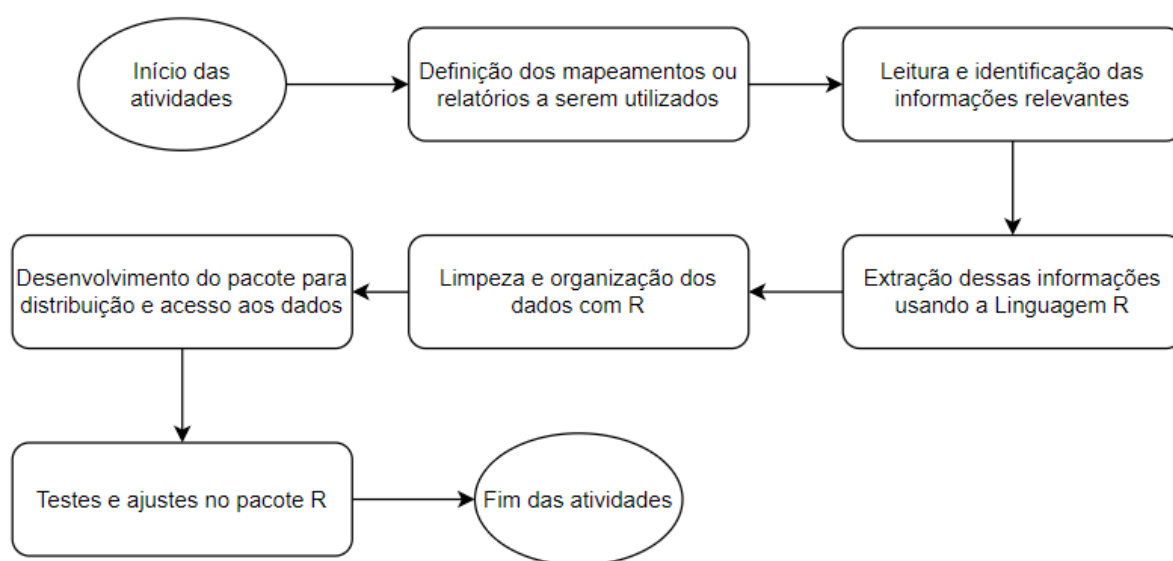 Início das
atividades
Definição dos mapeamentos ou
relatórios a serem utilizados
Leitura e identificação das
informações relevantes
Extração dessas informações
usando a Linguagem R
Limpeza e organização dos
dados com R
Desenvolvimento do pacote para
distribuição e acesso aos dados
Testes e ajustes no pacote R
Fim das atividades